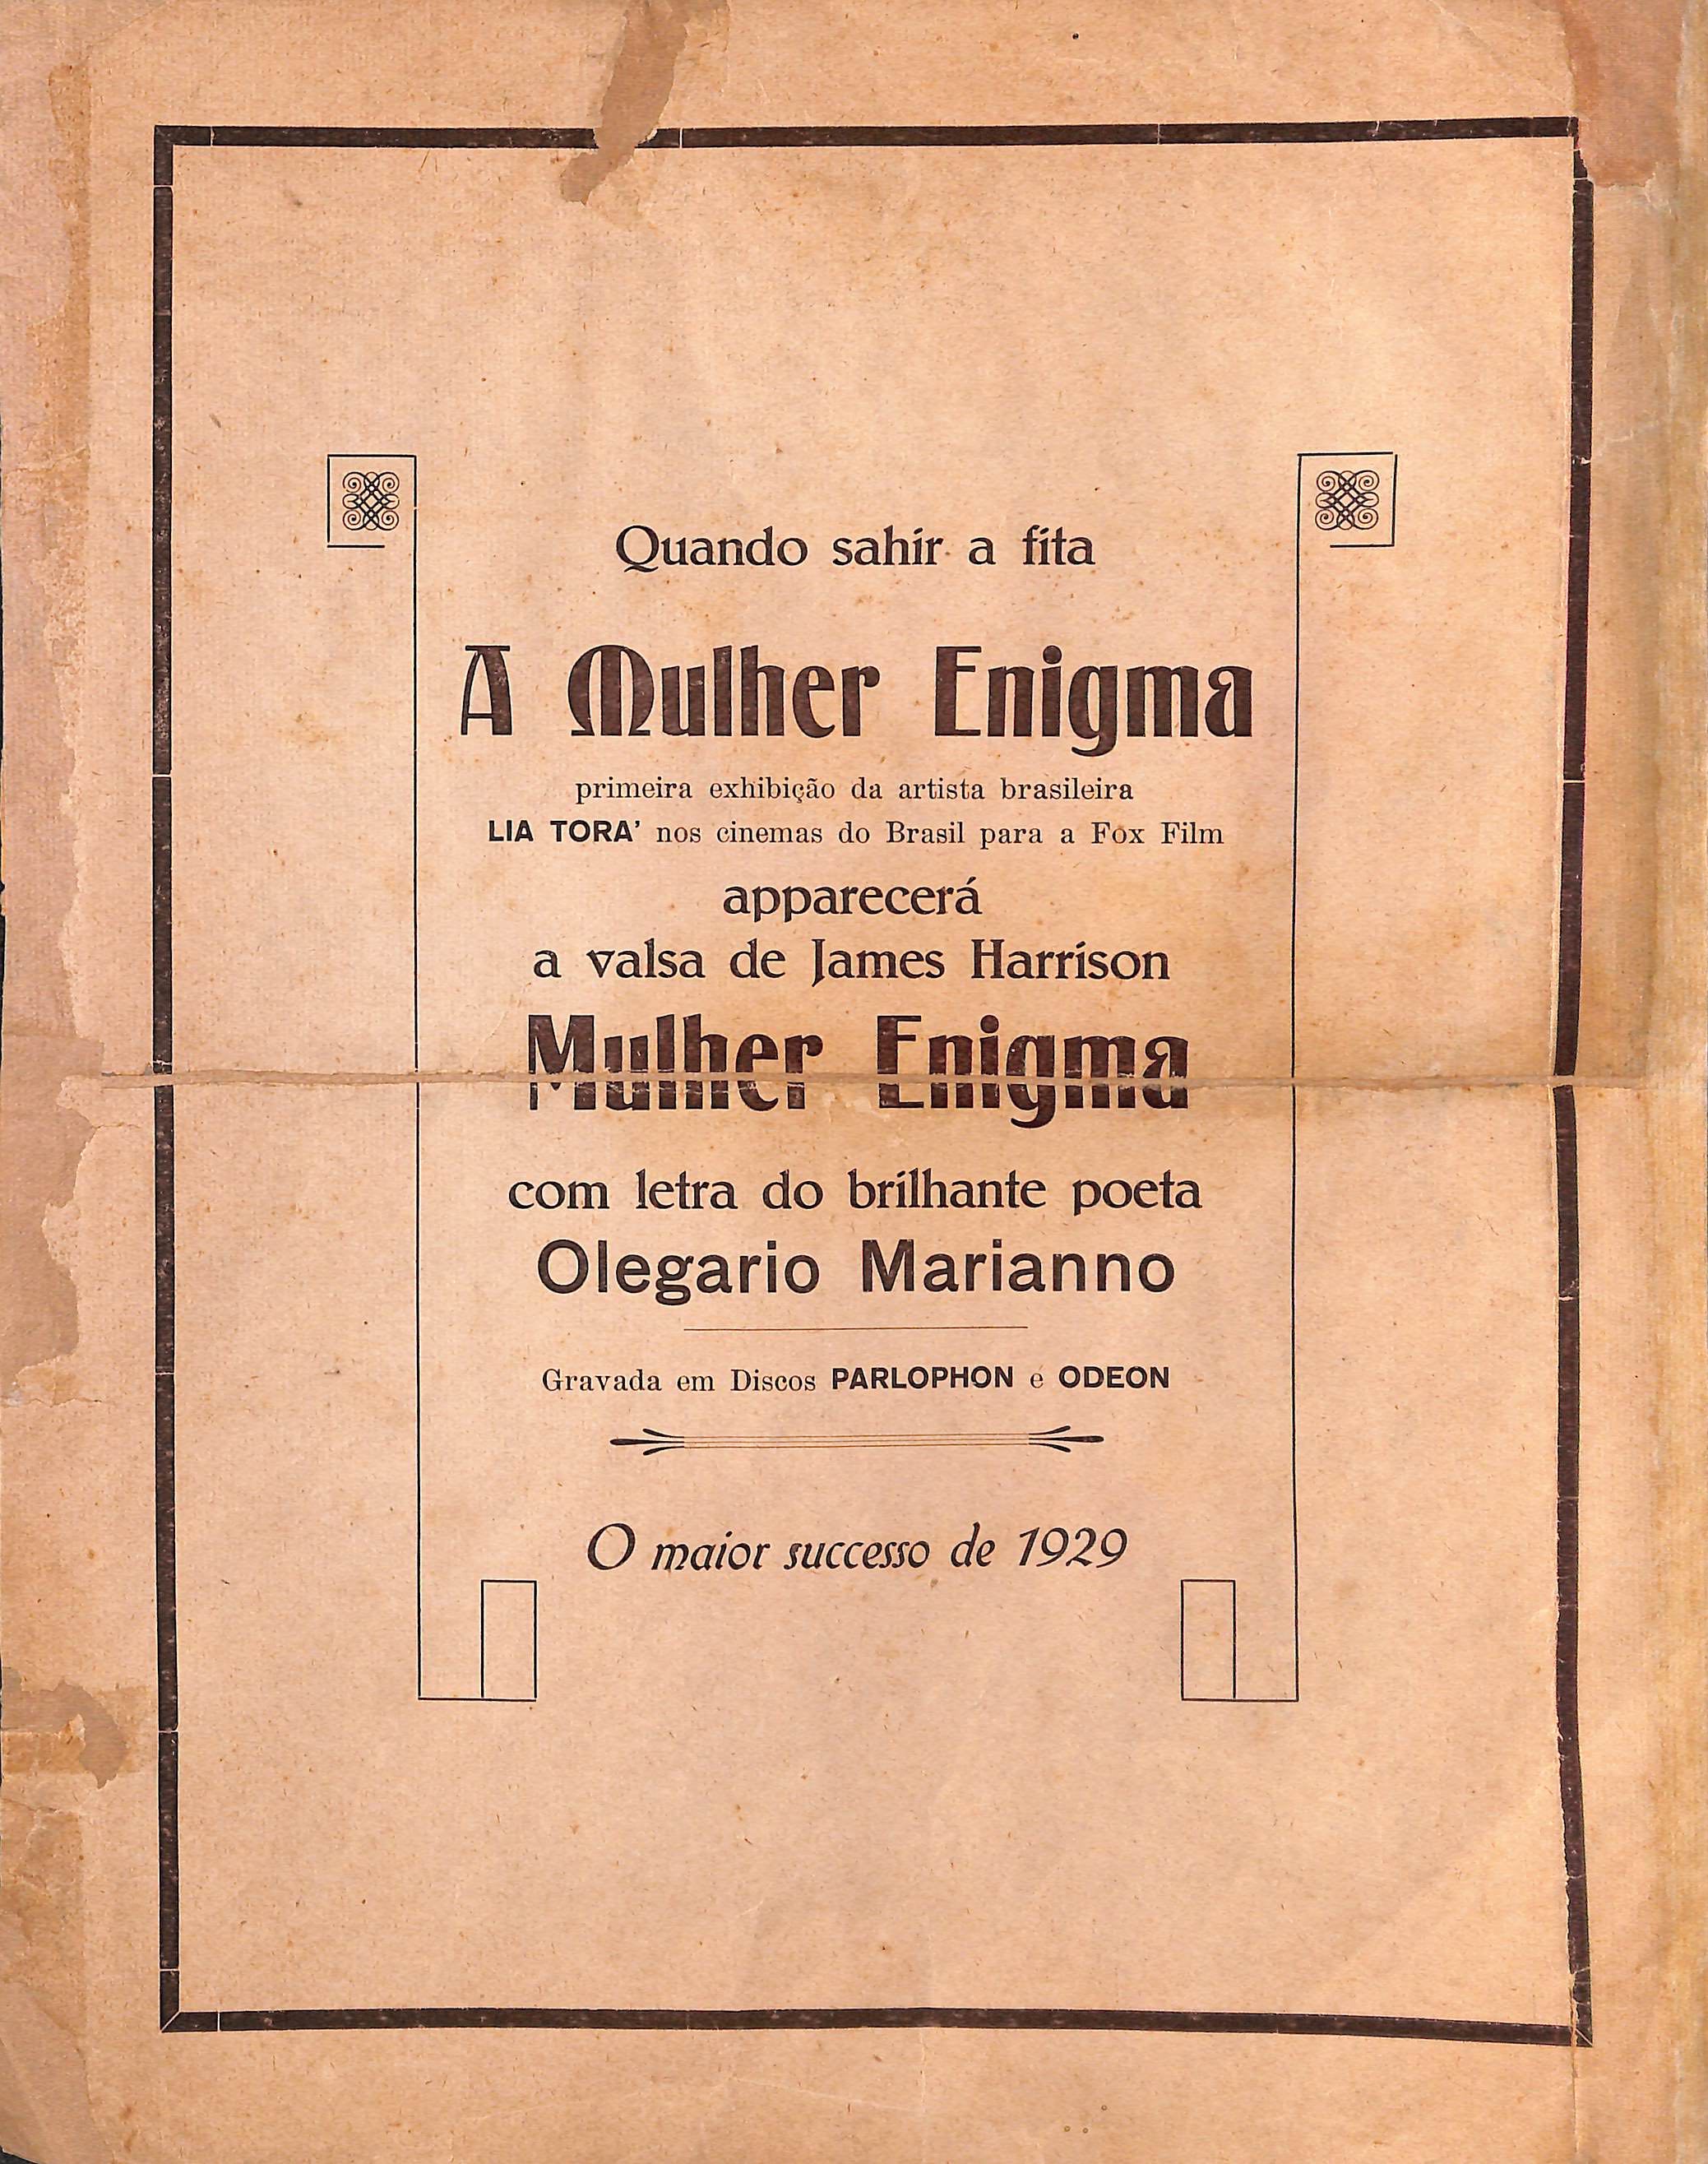 Quando sahir a fita
A Mulher Enigma
primeira exhibição da artista brasileira
LIA TORA' nos cinemas do Brasil para a Fox Film
apparecerá
a valsa de James Harrison
Mulher Enigma
com letra do brilhante poeta
Olegario Marianno
Gravada em Discos PARLOPHON e ODEON
O maior successo de 1929